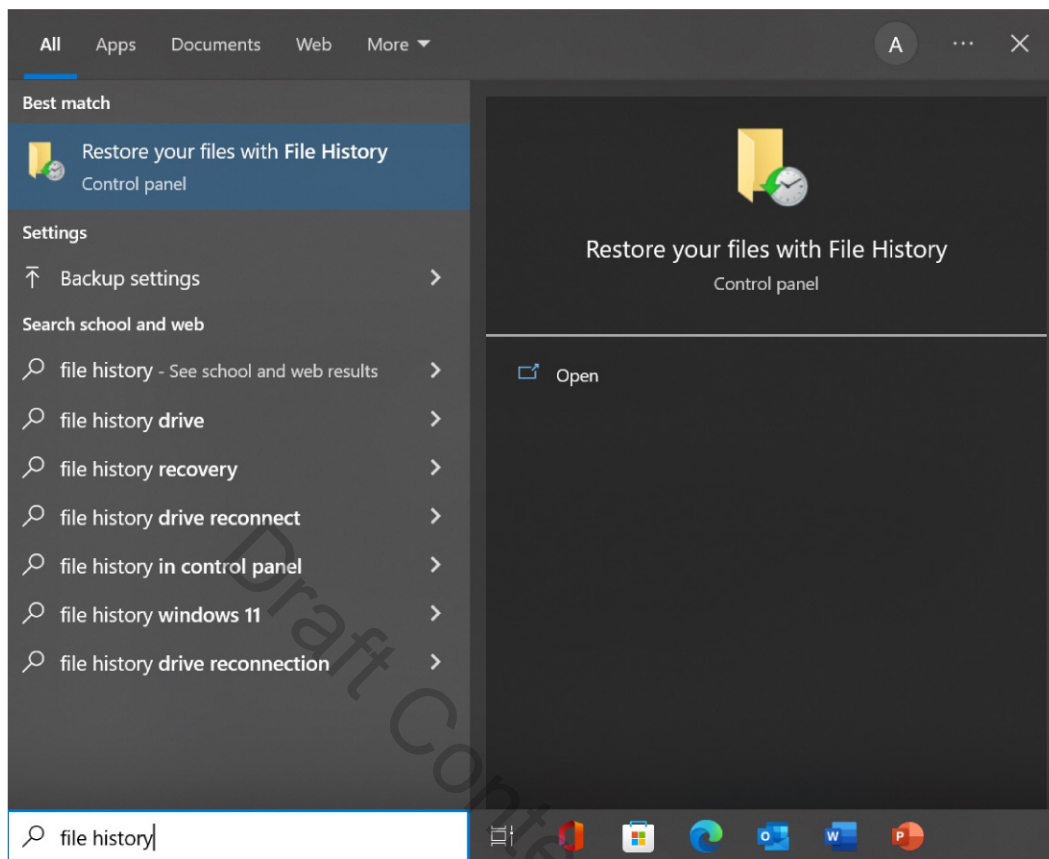 All Apps Documents Web More A
Best match
Restore your files with File History
Control panel
Settings
Backup settings
Search school and web
file history - See school and web results
file history drive
file history recovery
file history drive reconnect
file history in control panel
file history windows 11
file history drive reconnection
Restore your files with File History
Control panel
Open
Draft Conte
file history